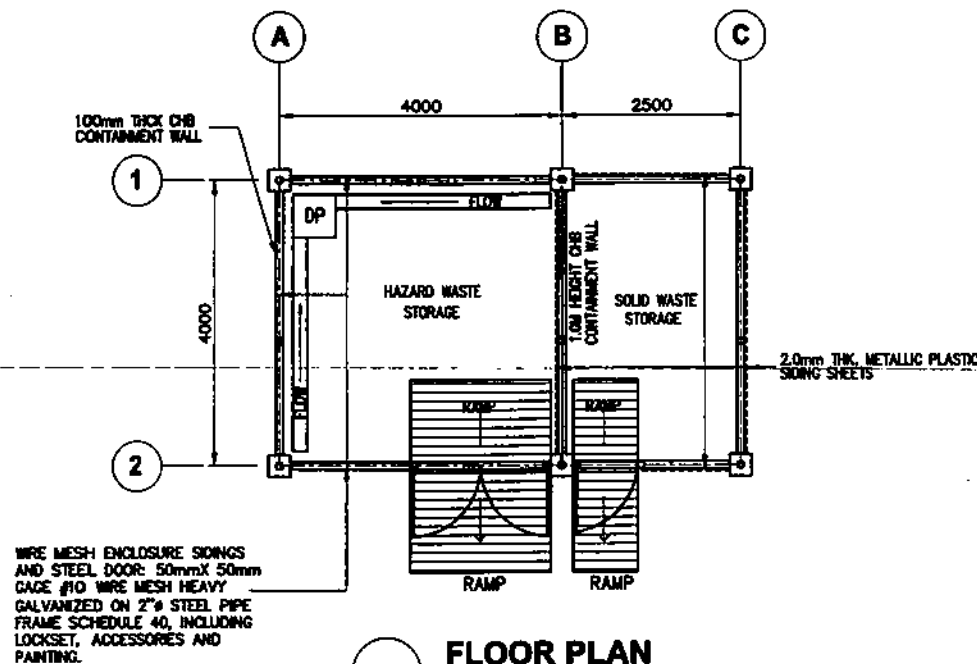 A
B
C
4000
2500
100mm THCK CHB
CONTAINMENT WALL
1
FLOW
DP
HAZARD WASTE
STORAGE
1.0M HEIGHT CHB
CONTAINMENT WALL
SOLID WASTE
STORAGE
4000
2.0mm THK, METALLIC PLASTIC
SIDING SHEETS
FLOW
RAMP
RAMP
2
WIRE MESH ENCLOSURE SIDINGS
AND STEEL DOOR: 50mmX 50mm
GAGE #10 WIRE MESH HEAVY
GALVANIZED ON 2"ø STEEL PIPE
FRAME SCHEDULE 40, INCLUDING
LOCKSET, ACCESSORIES AND
PAINTING.
RAMP
RAMP
FLOOR PLAN